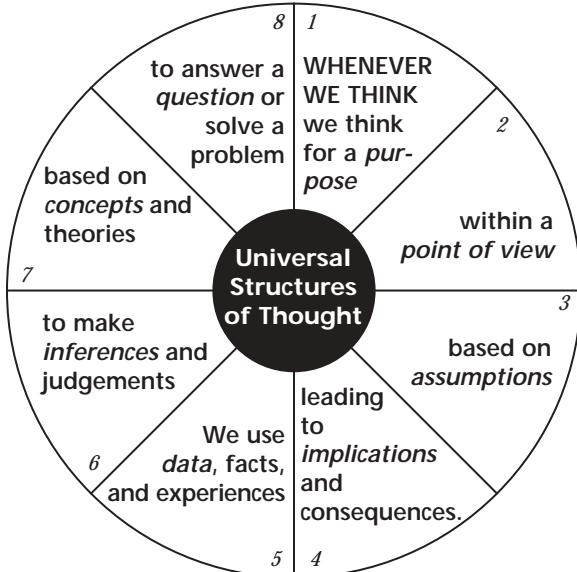 Universal
Structures
of Thought
1
WHENEVER
WE THINK
we think
for a pur-
pose
2
within a
point of view
3
based on
assumptions
4
leading
to
implications
and
consequences.
5
We use
data, facts,
and experiences
6
to make
inferences and
judgements
7
based on
concepts and
theories
8
to answer a
question or
solve a
problem